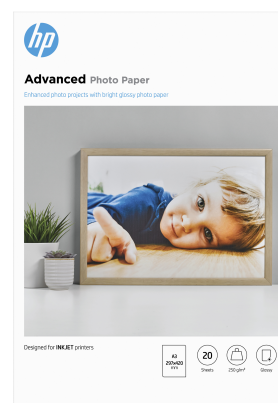 hp
Advanced Photo Paper
Enhanced photo projects with bright glossy photo paper
Designed for INKJET printers
A3
297x420
mm
20
Sheets
250 g/m²
Glossy